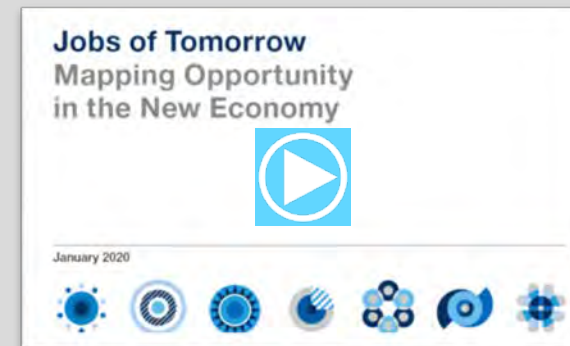 Jobs of Tomorrow
Mapping Opportunity
in the New Economy
January 2020